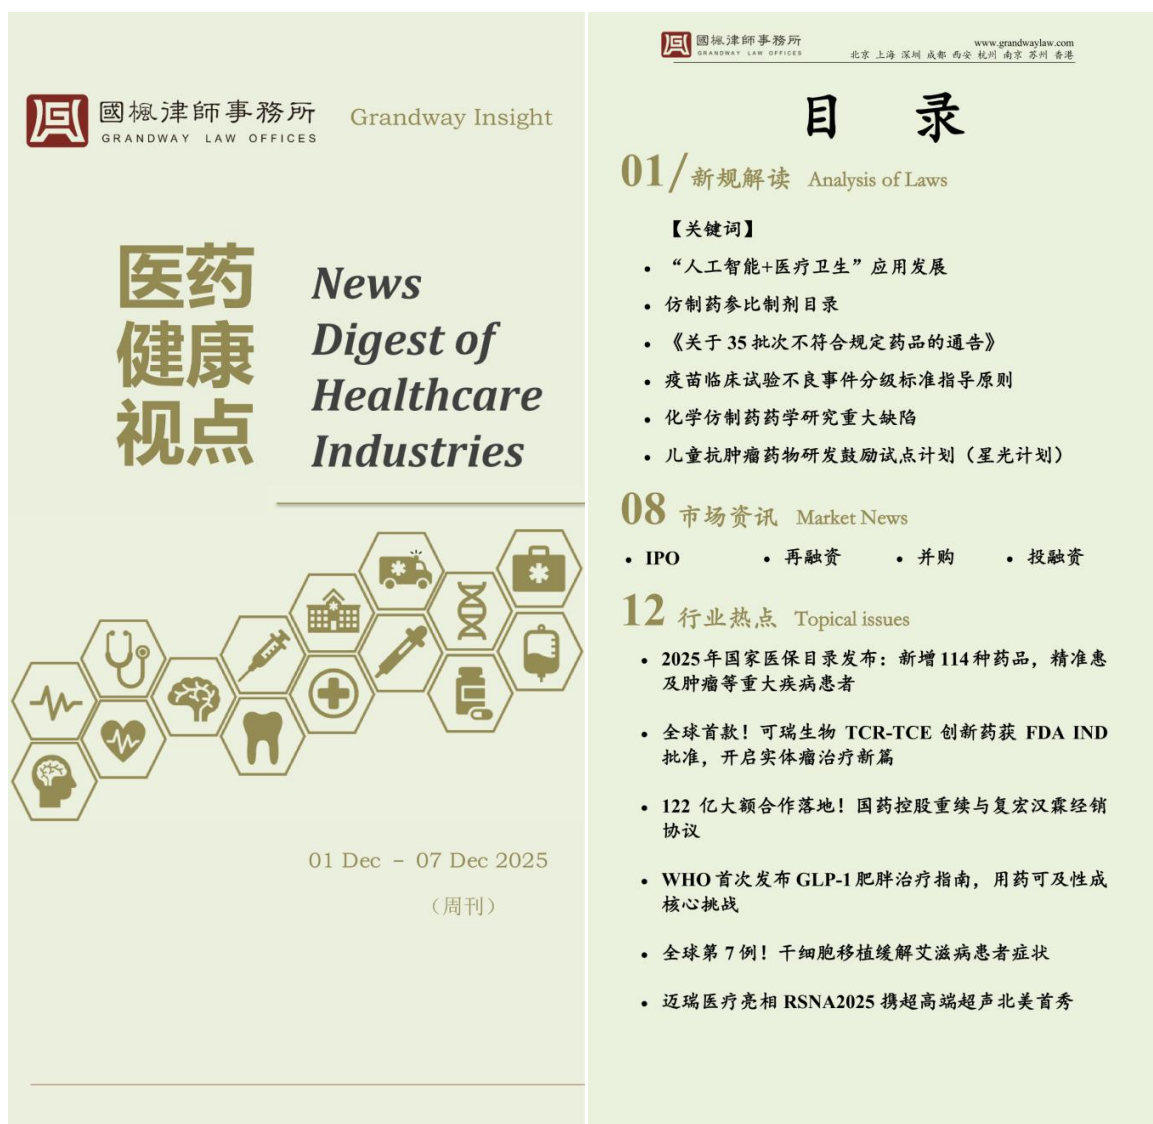 國楓律師事務所
GRANDWAY LAW OFFICES
Grandway Insight
医药
健康
视点
News
Digest of
Healthcare
Industries
01 Dec – 07 Dec 2025
（周刊）
國楓律師事務所
GRANDWAY LAW OFFICES
www.grandwaylaw.com
北京 上海 深圳 成都 西安 杭州 南京 苏州 香港
目 录
01/新规解读 Analysis of Laws
【关键词】
• “人工智能+医疗卫生”应用发展
• 仿制药参比制剂目录
• 《关于 35 批次不符合规定药品的通告》
• 疫苗临床试验不良事件分级标准指导原则
• 化学仿制药药学研究重大缺陷
• 儿童抗肿瘤药物研发鼓励试点计划（星光计划）
08 市场资讯 Market News
• IPO • 再融资 • 并购 • 投融资
12 行业热点 Topical issues
• 2025 年国家医保目录发布：新增 114 种药品，精准惠
及肿瘤等重大疾病患者
• 全球首款！可瑞生物 TCR-TCE 创新药获 FDA IND
批准，开启实体瘤治疗新篇
• 122 亿大额合作落地！国药控股重续与复宏汉霖经销
协议
• WHO 首次发布 GLP-1 肥胖治疗指南，用药可及性成
核心挑战
• 全球第 7 例！干细胞移植缓解艾滋病患者症状
• 迈瑞医疗亮相 RSNA2025 携超高端超声北美首秀